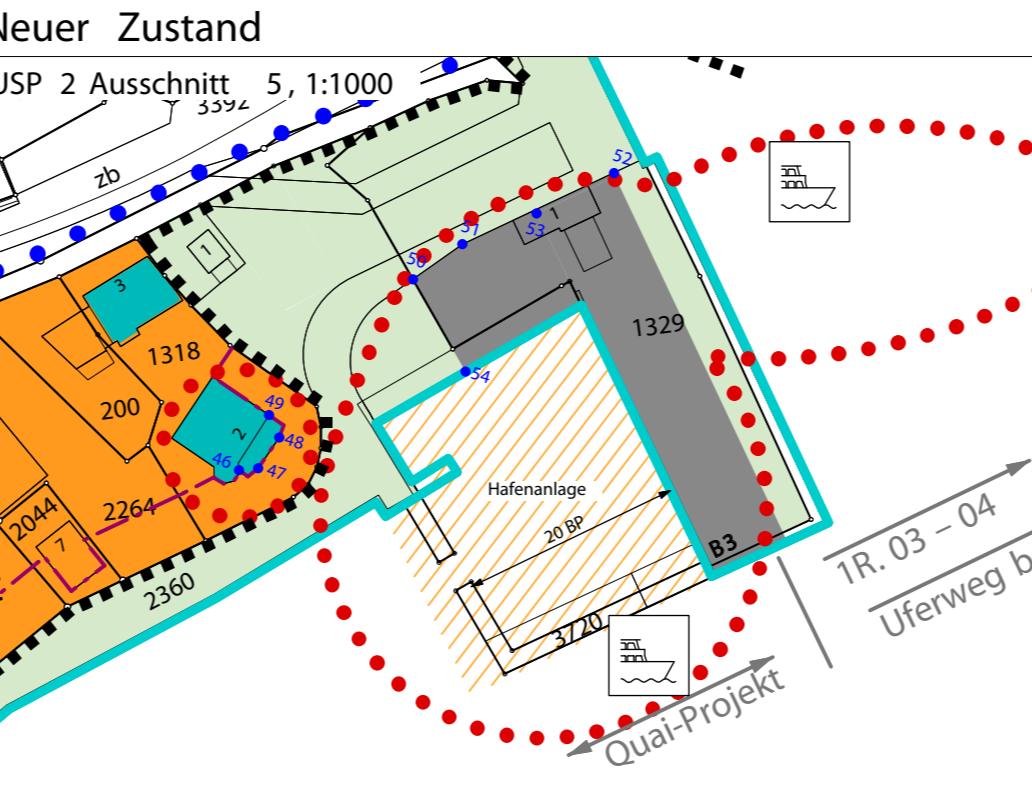 Neuer Zustand
USP 2 Ausschnitt 5, 1:1000
3392
zb
52
1
53
51
50
1
3
1329
1318
54
200
49
2
48
46
47
Hafenanlage
2264
2044
20 BP
7
B3
1R. 03 – 04
2360
Uferweg b
3720
Quai-Projekt